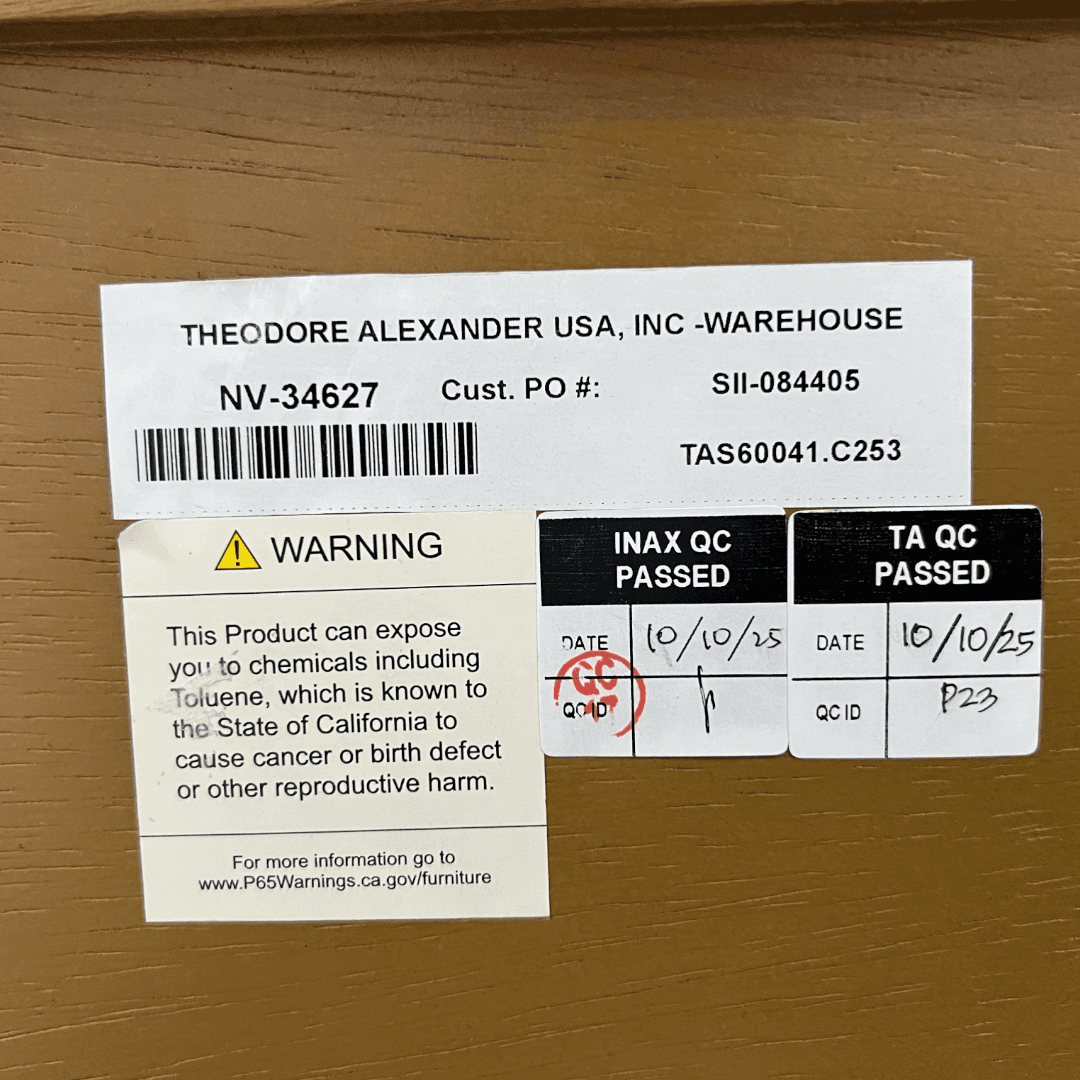 THEODORE ALEXANDER USA, INC -WAREHOUSE
NV-34627 Cust. PO #: SII-084405
TAS60041.C253
WARNING
This Product can expose
you to chemicals including
Toluene, which is known to
the State of California to
cause cancer or birth defect
or other reproductive harm.
For more information go to
www.P65Warnings.ca.gov/furniture
INAX QC
PASSED
DATE 10/10/25
QC ID
QC
TA QC
PASSED
DATE 10/10/25
QC ID P23